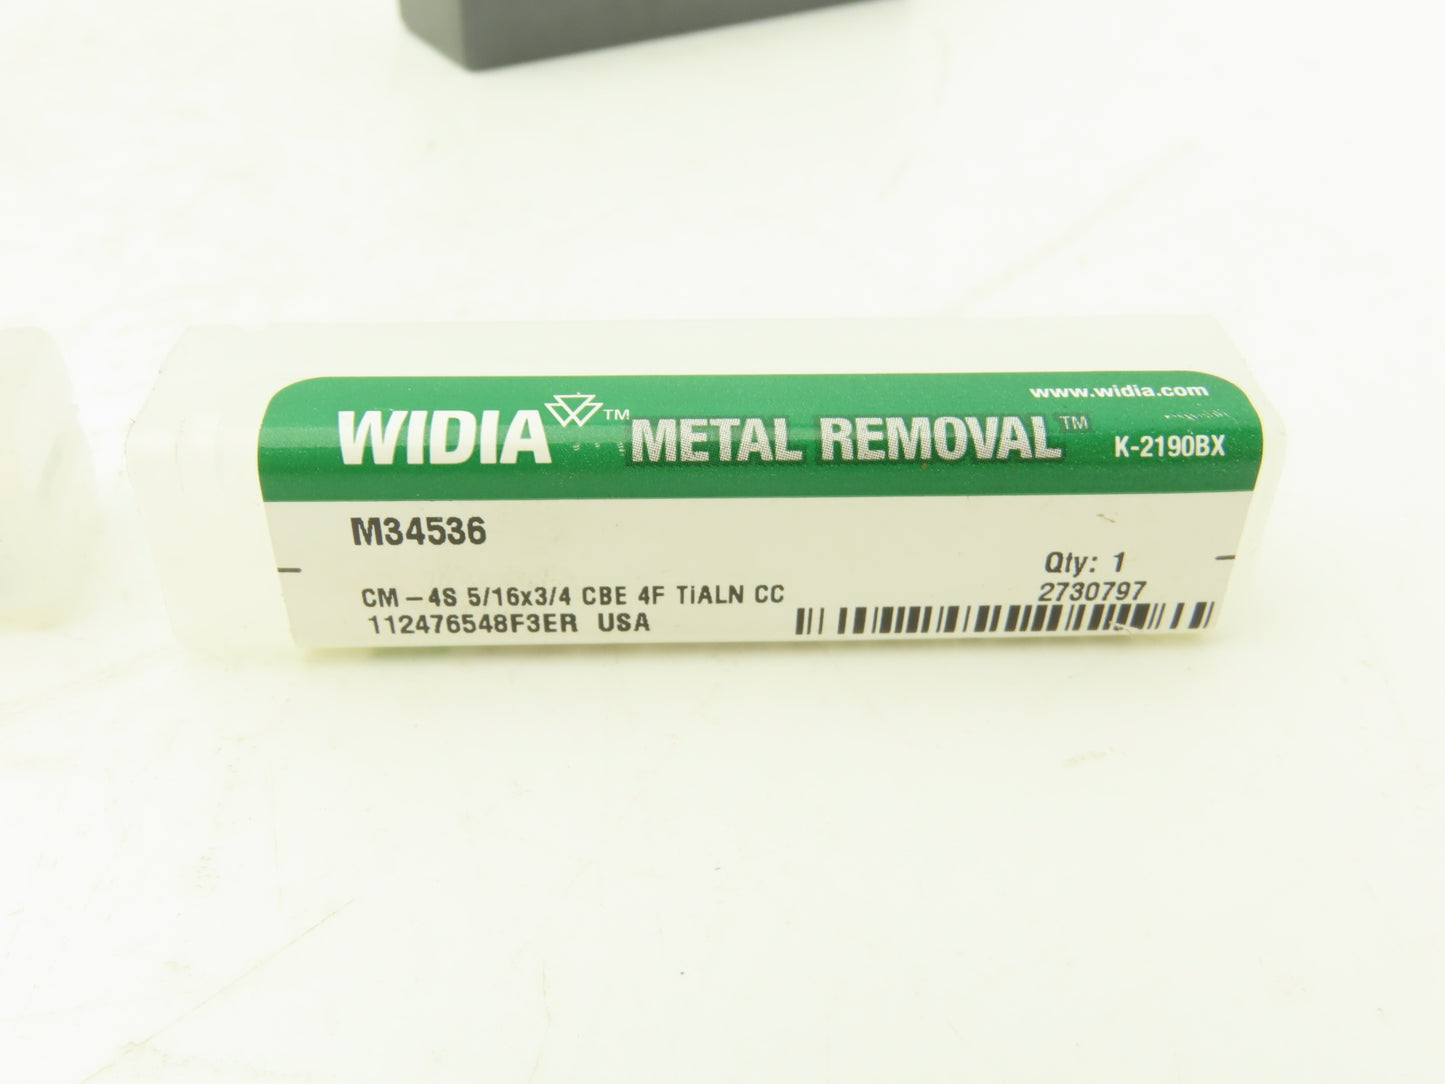 www.widia.com
WIDIA™ METAL REMOVAL™
K-2190BX
M34536
Qty: 1
CM-4S 5/16x3/4 CBE 4F TiALN CC
2730797
112476548F3ER USA